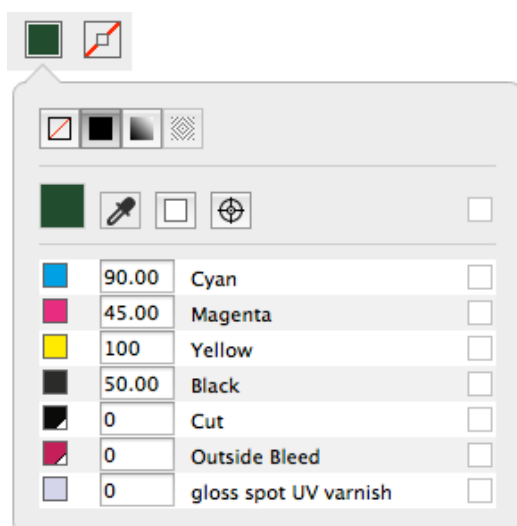 90.00 Cyan
45.00 Magenta
100 Yellow
50.00 Black
0 Cut
0 Outside Bleed
0 gloss spot UV varnish